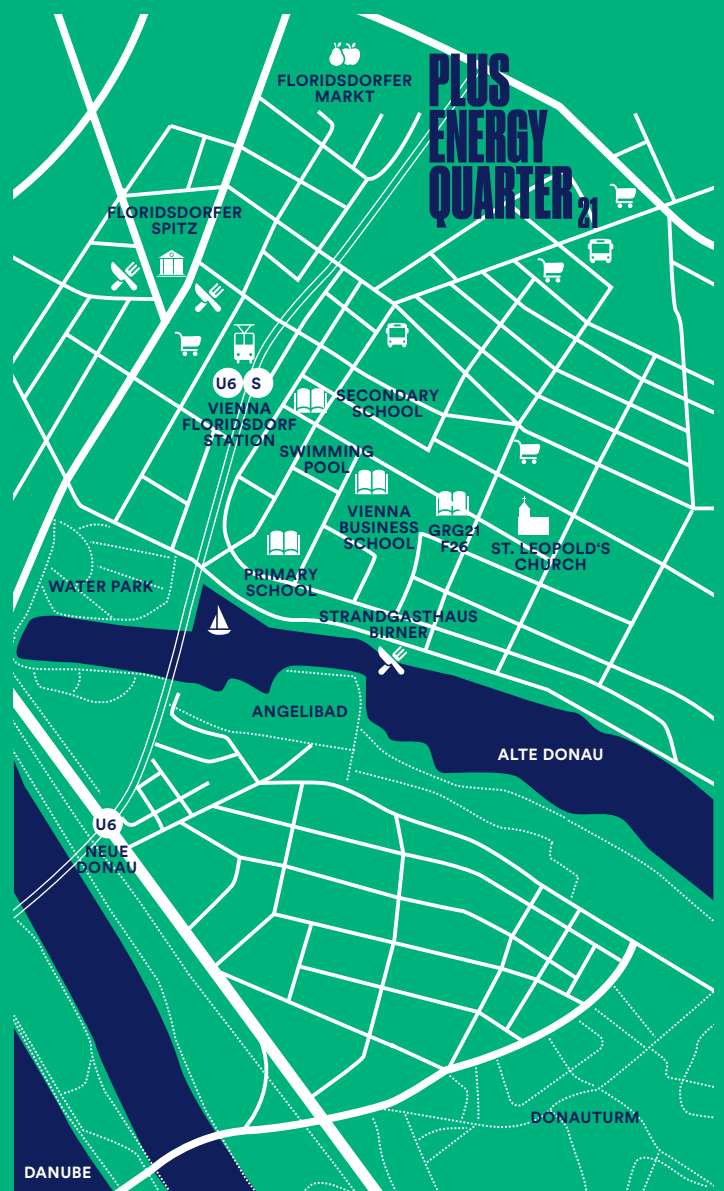 PLUS
ENERGY
QUARTER 21
FLORIDSDORFER
MARKT
FLORIDSDORFER
SPITZ
U6 S
VIENNA
FLORIDSDORF
STATION
SECONDARY
SCHOOL
SWIMMING
POOL
VIENNA
BUSINESS
SCHOOL
GRG21
F26
ST. LEOPOLD‘S
CHURCH
PRIMARY
SCHOOL
WATER PARK
STRANDGASTHAUS
BIRNER
ANGELIBAD
ALTE DONAU
U6
NEUE
DONAU
DONAUTURM
DANUBE